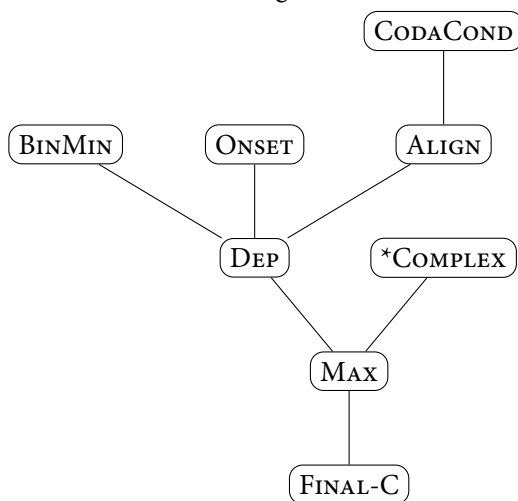 CODACOND
BINMIN
ONSET
ALIGN
DEP
*COMPLEX
MAX
FINAL-C